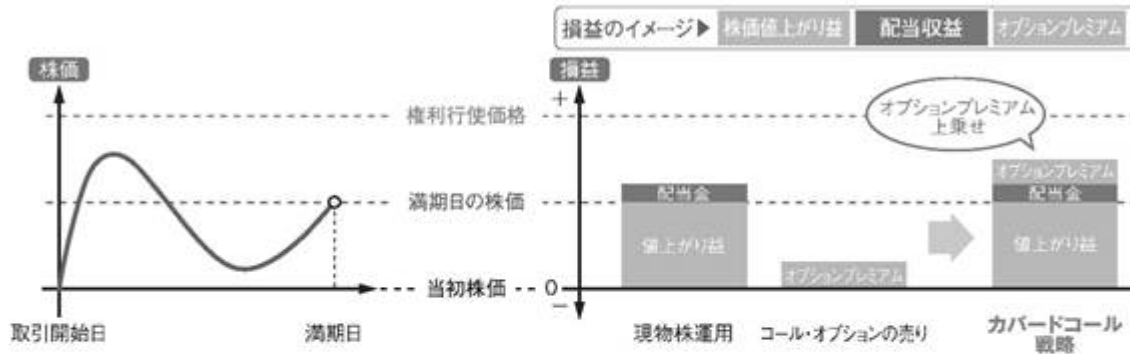 損益のイメージ▶ 株価値上がり益 配当収益 オプションプレミアム
株価
損益
+
権利行使価格
オプションプレミアム
上乗せ
オプションプレミアム
配当金
配当金
満期日の株価
値上がり益
値上がり益
オプションプレミアム
当初株価
0
−
取引開始日
満期日
現物株運用
コール・オプションの売り
カバードコール
戦略